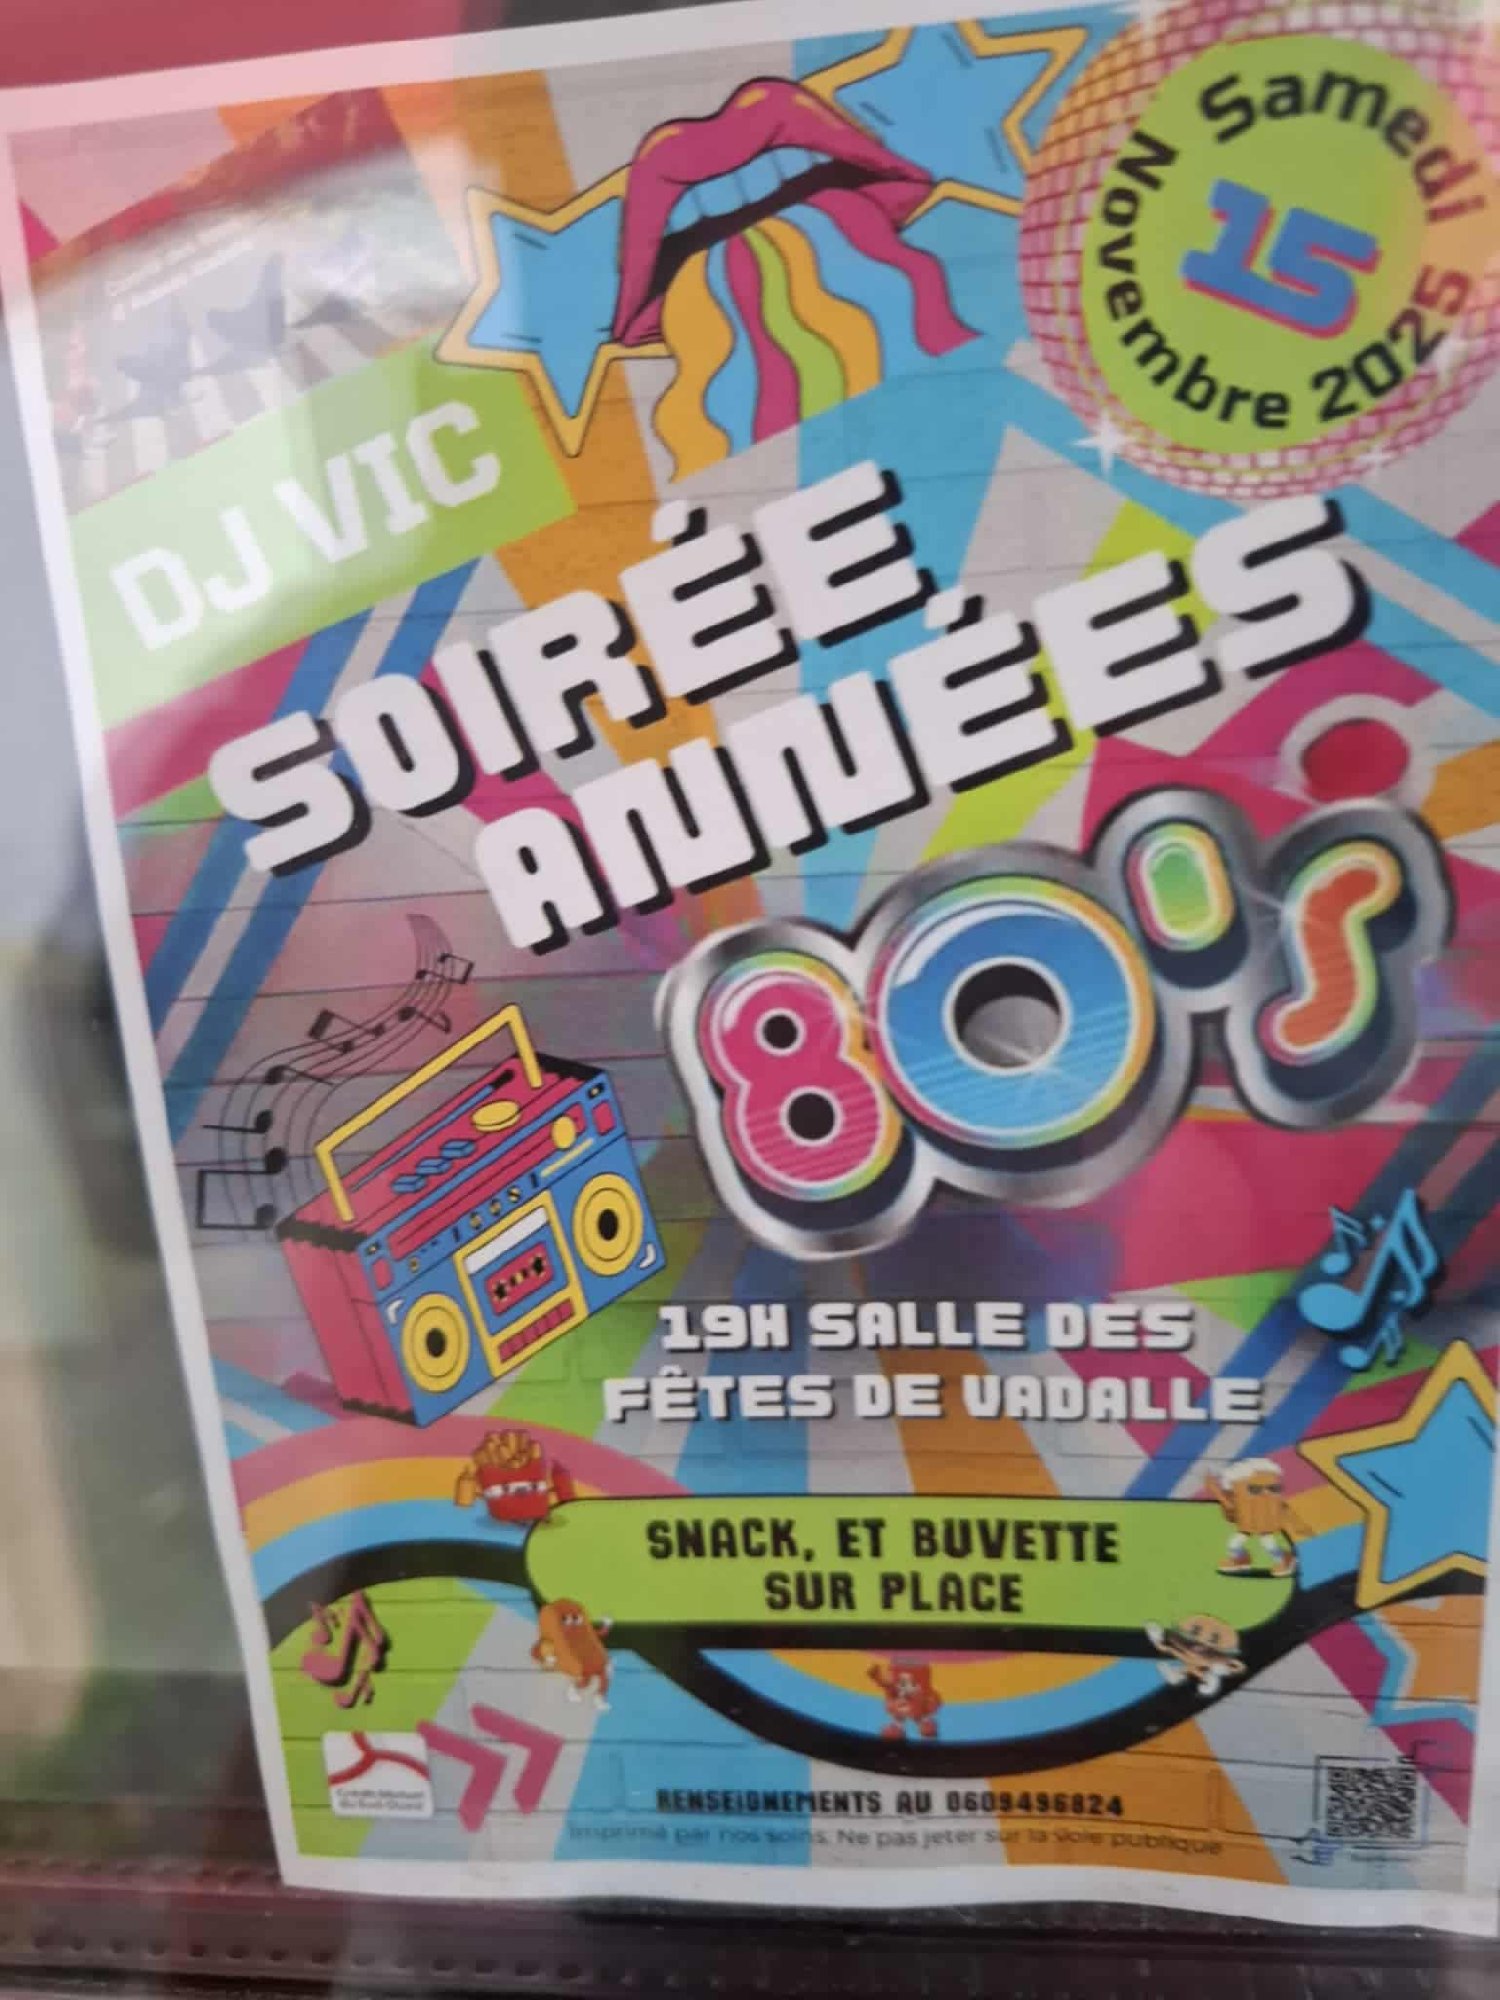 Samedi
15
Novembre 2025
DJ VIC
SOIRÉE
ANNÉES
80's
19H SALLE DES
FÊTES DE VADALLE
SNACK, ET BUVETTE
SUR PLACE
RENSEIGNEMENTS AU 0609496824
Imprimé par nos soins. Ne pas jeter sur la voie publique